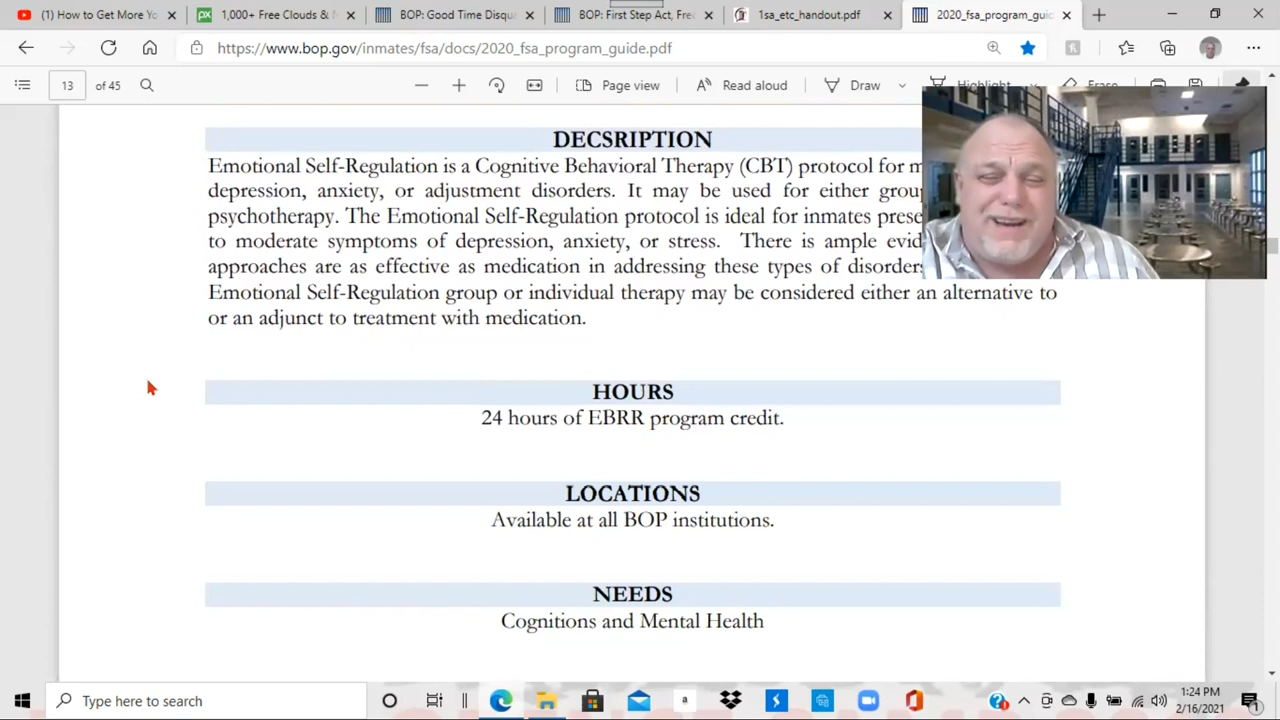 (1) How to Get More Yo
1,000+ Free Clouds &
BOP: Good Time Disqu
BOP: First Step Act, Fre
1sa_etc_handout.pdf
2020_fsa_program_guid
https://www.bop.gov/inmates/fsa/docs/2020_fsa_program_guide.pdf
13 of 45
Page view
Read aloud
Draw
Highlight
Erase
DECSRIPTION
Emotional Self-Regulation is a Cognitive Behavioral Therapy (CBT) protocol for
depression, anxiety, or adjustment disorders. It may be used for either
psychotherapy. The Emotional Self-Regulation protocol is ideal for inmates
to moderate symptoms of depression, anxiety, or stress. There is ample
approaches are as effective as medication in addressing these types of
Emotional Self-Regulation group or individual therapy may be considered either an alternative to
or an adjunct to treatment with medication.
HOURS
24 hours of EBRR program credit.
LOCATIONS
Available at all BOP institutions.
NEEDS
Cognitions and Mental Health
Type here to search
1:24 PM
2/16/2021